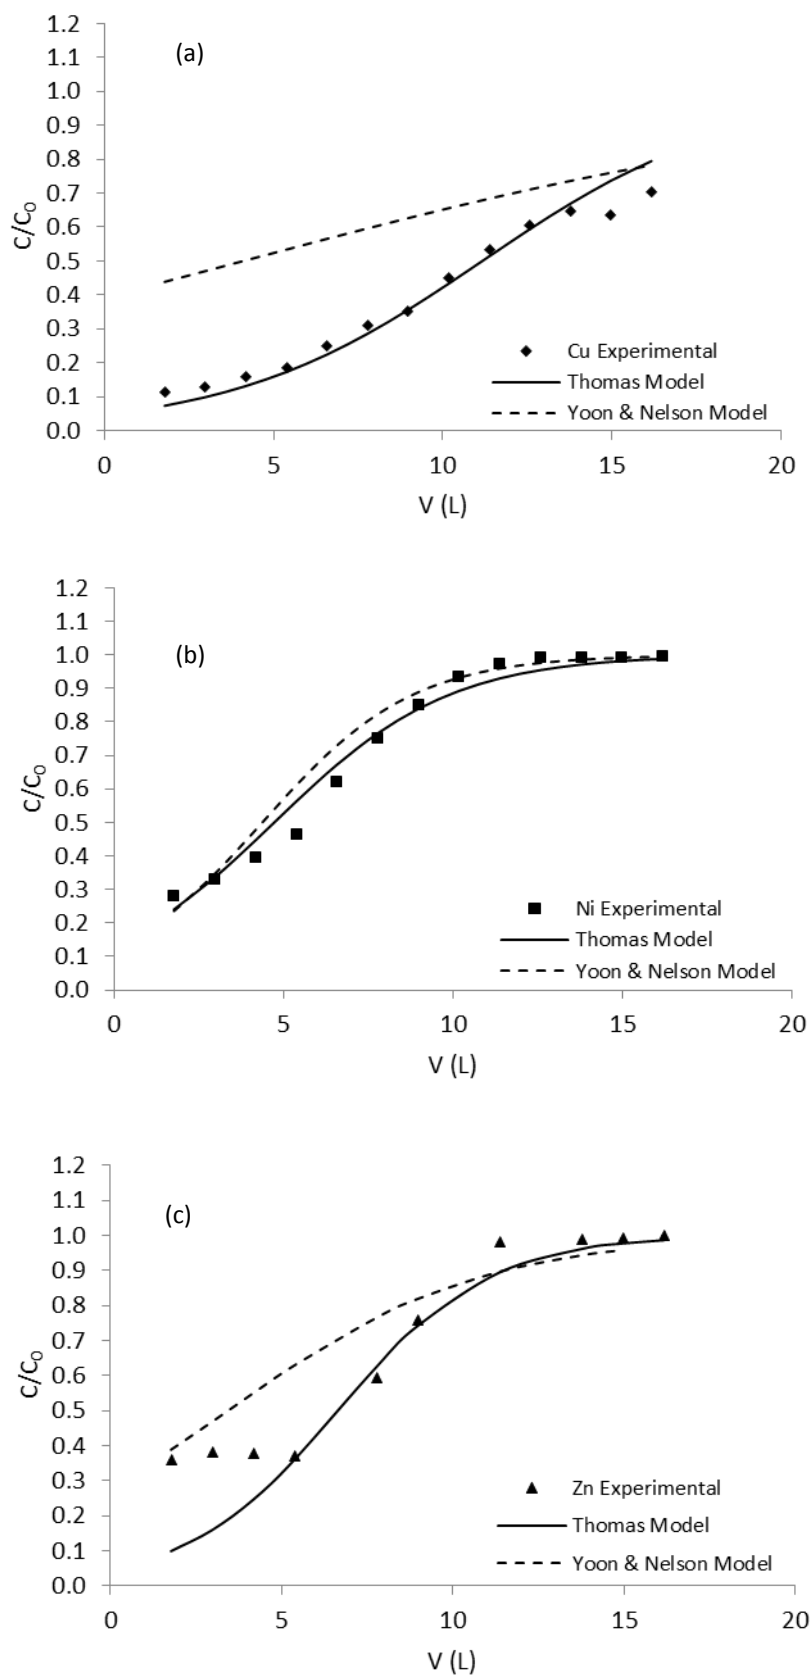 1.2
(a)
1.1
1.0
0.9
0.8
0.7
0.6
0.5
0.4
0.3
0.2
0.1
0.0
C/C₀
Cu Experimental
Thomas Model
Yoon & Nelson Model
0 5 10 15 20
V (L)
1.2
1.1
(b)
1.0
0.9
0.8
0.7
0.6
0.5
0.4
0.3
0.2
0.1
0.0
C/C₀
Ni Experimental
Thomas Model
Yoon & Nelson Model
0 5 10 15 20
V (L)
1.2
1.1
(c)
1.0
0.9
0.8
0.7
0.6
0.5
0.4
0.3
0.2
0.1
0.0
C/C₀
Zn Experimental
Thomas Model
Yoon & Nelson Model
0 5 10 15 20
V (L)